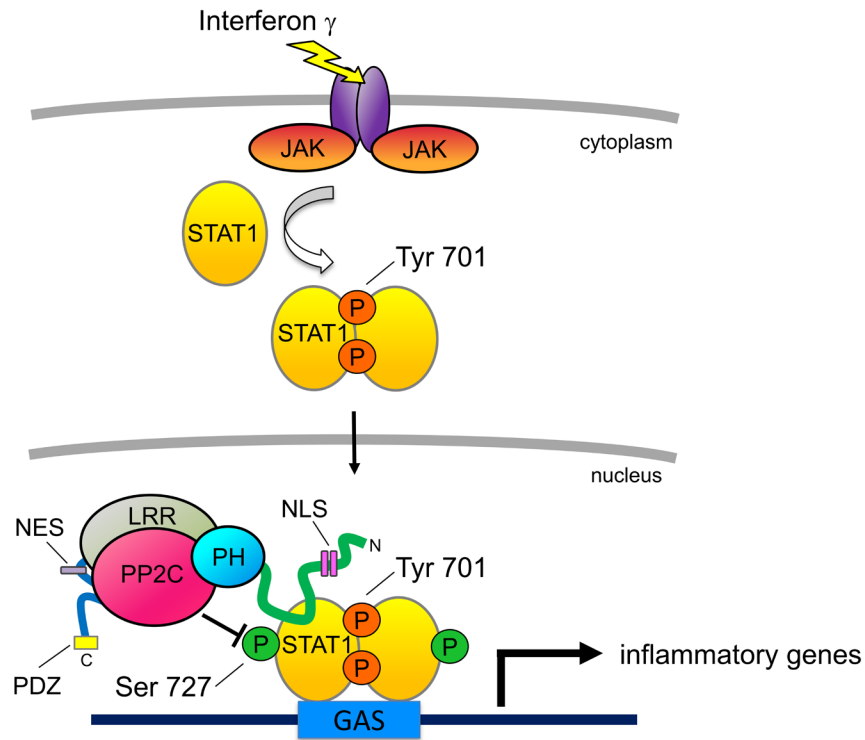 Interferon γ
cytoplasm
JAK
JAK
STAT1
Tyr 701
P
STAT1
P
nucleus
LRR
NLS
NES
N
PH
PP2C
Tyr 701
P
P
STAT1
P
P
C
PDZ
Ser 727
inflammatory genes
GAS